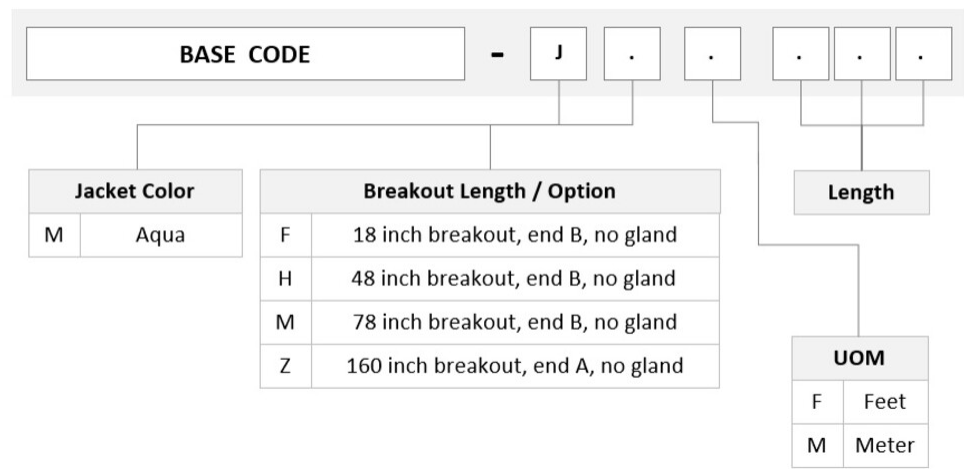 BASE CODE - J . . . . .
Jacket Color
M Aqua
Breakout Length / Option
F 18 inch breakout, end B, no gland
H 48 inch breakout, end B, no gland
M 78 inch breakout, end B, no gland
Z 160 inch breakout, end A, no gland
Length
UOM
F Feet
M Meter